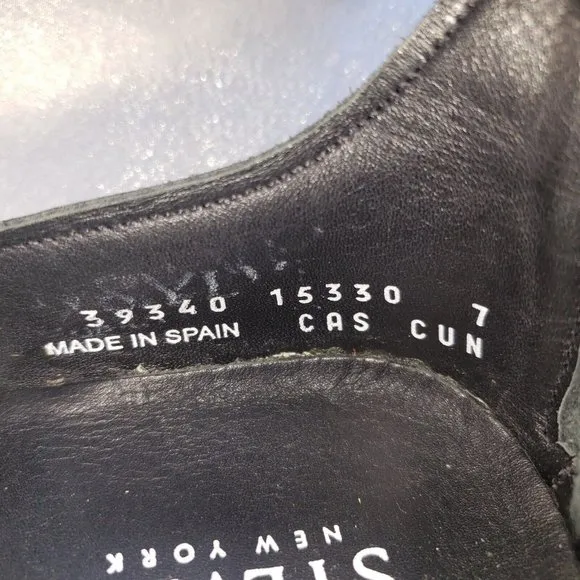 39340 15330 7
MADE IN SPAIN CAS CUN
NEW YORK